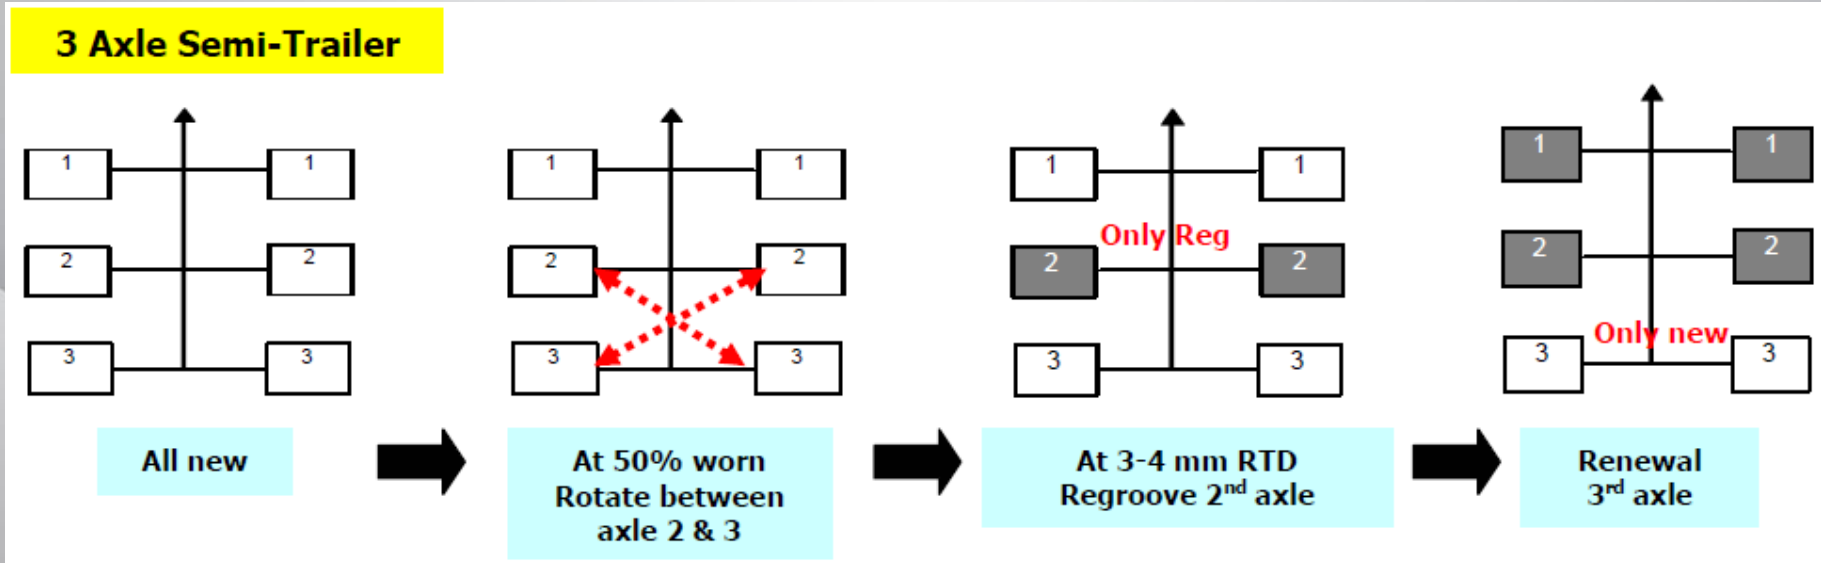 3 Axle Semi-Trailer
1 1
2 2
3 3
All new
1 1
2 2
3 3
At 50% worn
Rotate between
axle 2 & 3
1 1
Only Reg
2 2
3 3
At 3-4 mm RTD
Regroove 2nd axle
1 1
2 2
Only new
3 3
Renewal
3rd axle